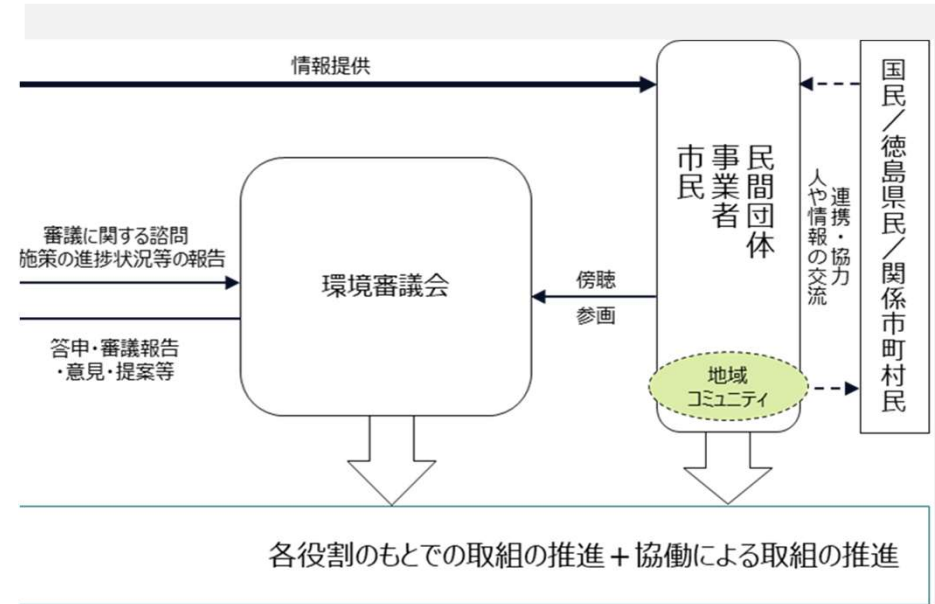 情報提供
審議に関する諮問
施策の進捗状況等の報告
答申・審議報告
・意見・提案等
環境審議会
傍聴
参画
民間団体
事業者
市民
地域
コミュニティ
連携・協力
人や情報の交流
国民/徳島県民/関係市町村民
各役割のもとでの取組の推進+協働による取組の推進